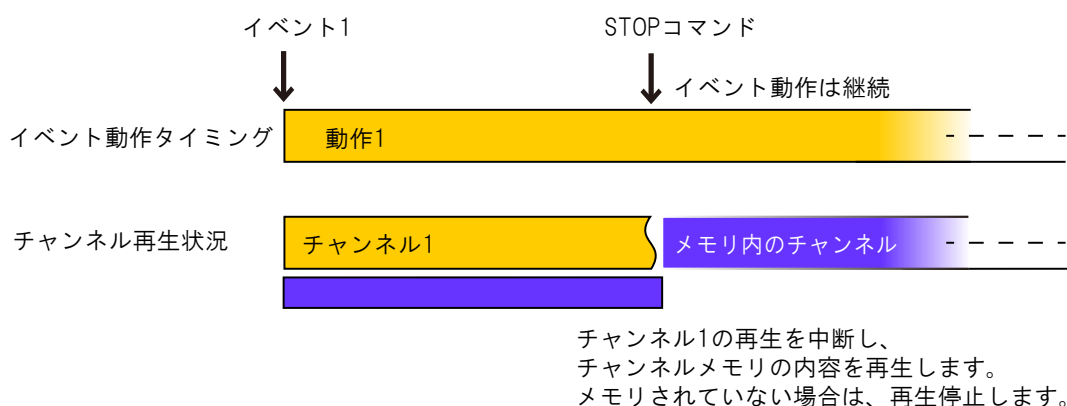 イベント1
STOPコマンド
イベント動作は継続
イベント動作タイミング
動作1
チャンネル再生状況
チャンネル1
メモリ内のチャンネル
チャンネル1の再生を中断し、
チャンネルメモリの内容を再生します。
メモリされていない場合は、再生停止します。